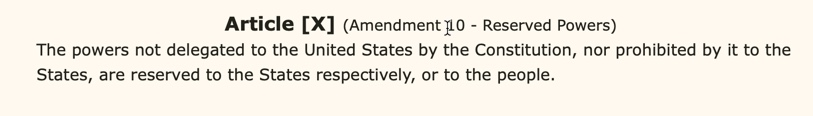 Article [X] (Amendment 10 - Reserved Powers)
The powers not delegated to the United States by the Constitution, nor prohibited by it to the
States, are reserved to the States respectively, or to the people.